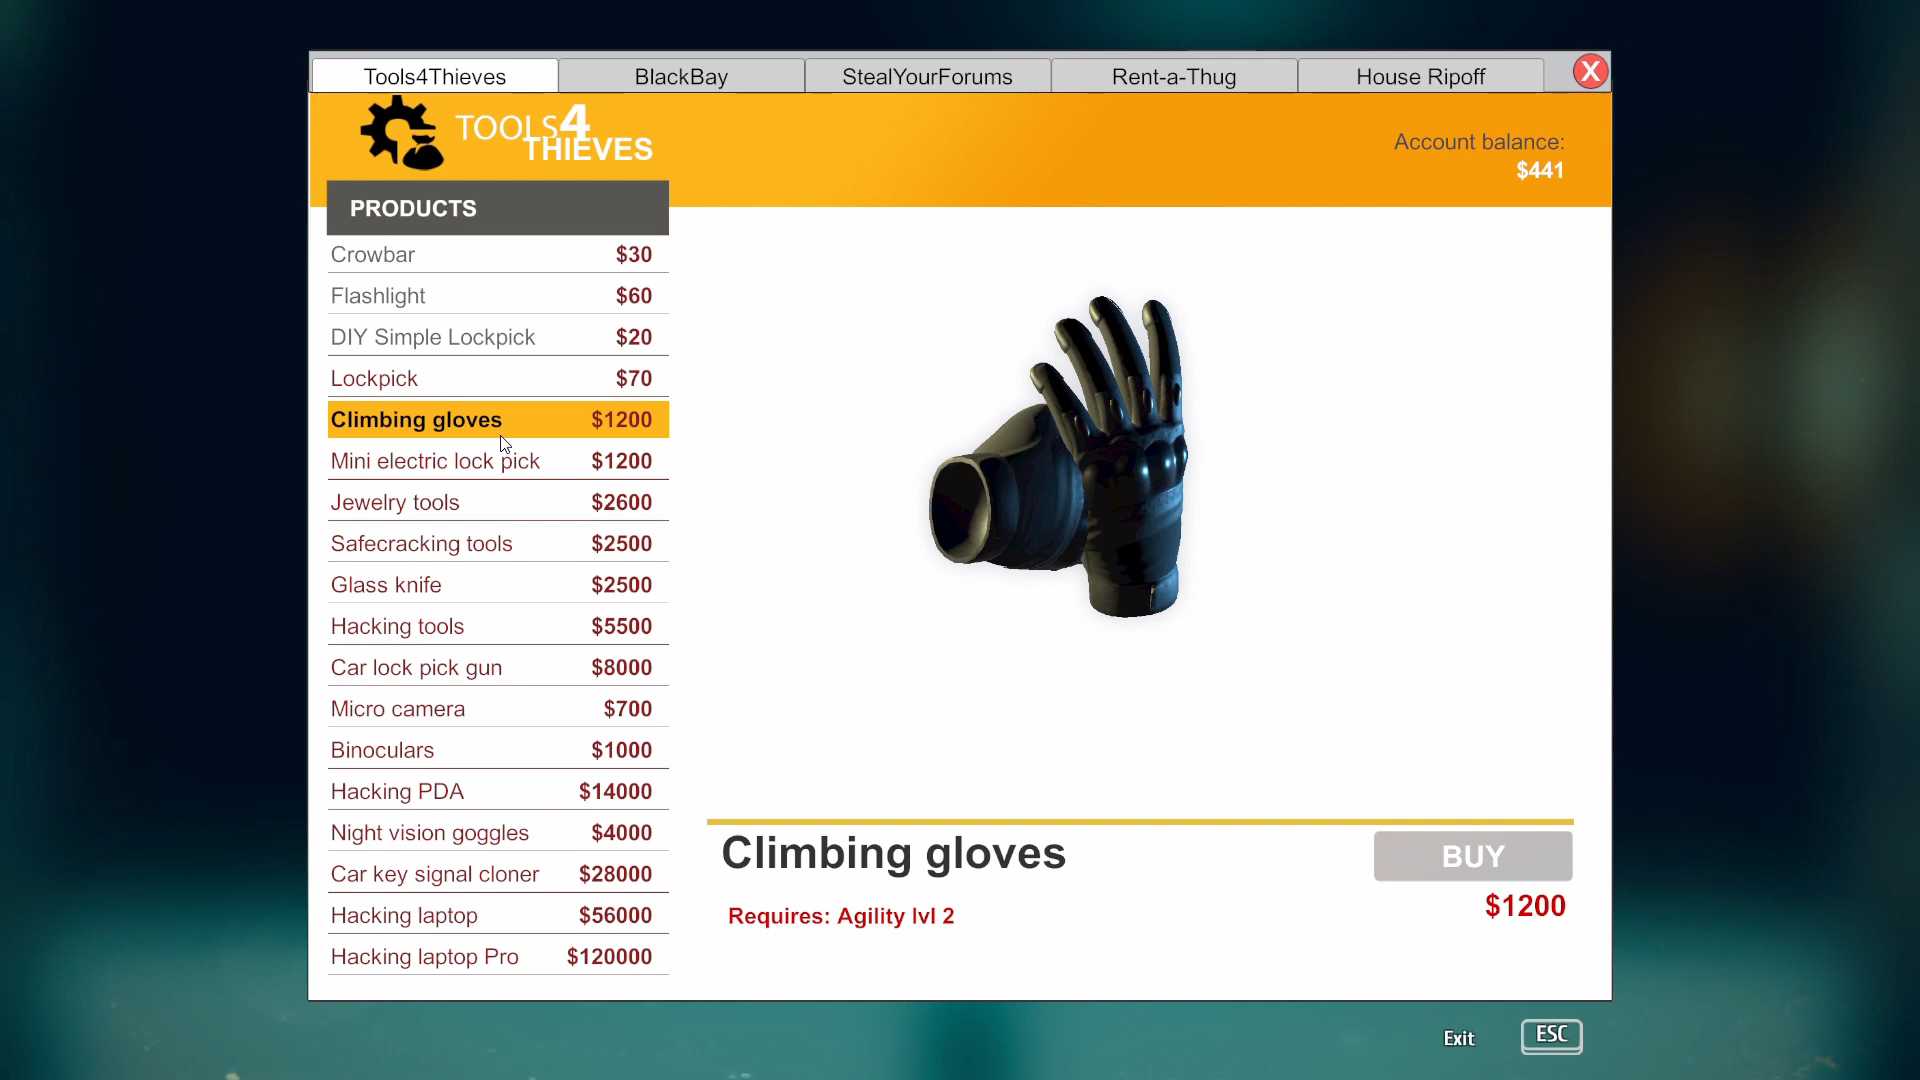 Tools4Thieves BlackBay StealYourForums Rent-a-Thug House Ripoff X
TOOLS4
THIEVES
Account balance:
$441
PRODUCTS
Crowbar $30
Flashlight $60
DIY Simple Lockpick $20
Lockpick $70
Climbing gloves $1200
Mini electric lock pick $1200
Jewelry tools $2600
Safecracking tools $2500
Glass knife $2500
Hacking tools $5500
Car lock pick gun $8000
Micro camera $700
Binoculars $1000
Hacking PDA $14000
Night vision goggles $4000
Car key signal cloner $28000
Hacking laptop $56000
Hacking laptop Pro $120000
Climbing gloves BUY
$1200
Requires: Agility lvl 2
Exit ESC